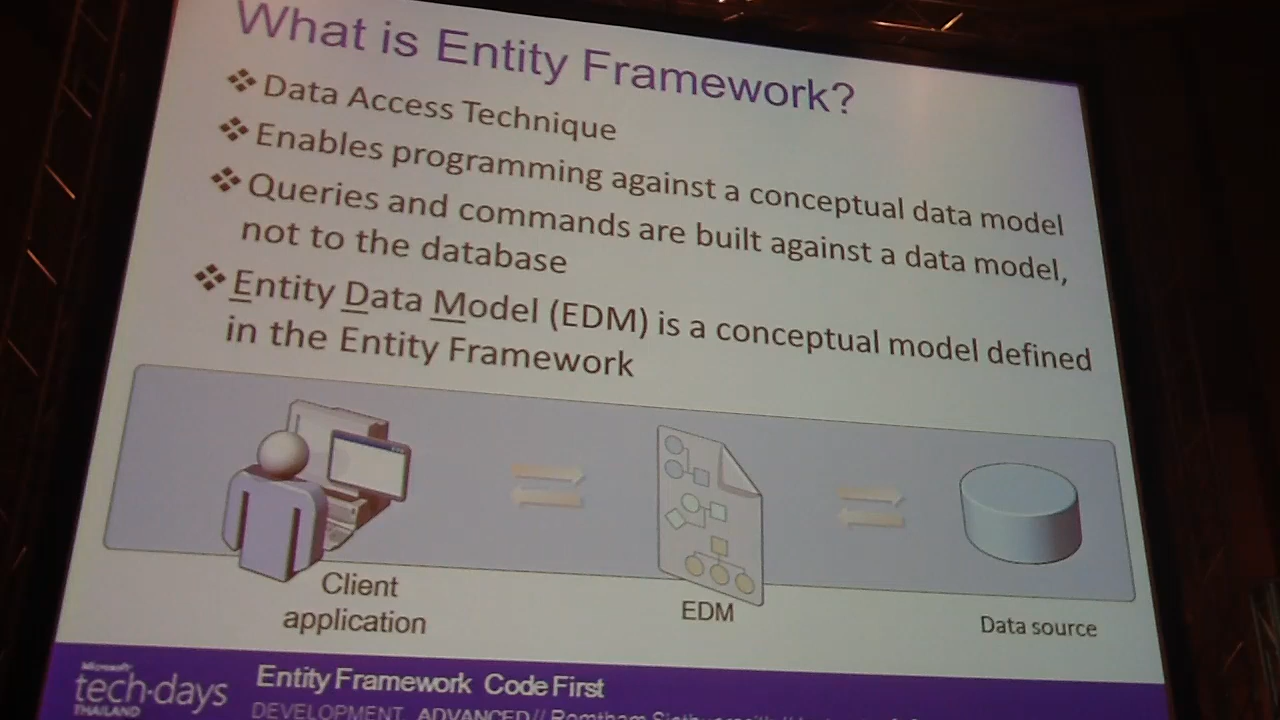 What is Entity Framework?
❖ Data Access Technique
❖ Enables programming against a conceptual data model
❖ Queries and commands are built against a data model,
not to the database
❖ Entity Data Model (EDM) is a conceptual model defined
in the Entity Framework
Client
application
EDM
Data source
Microsoft
tech·days
THAILAND
Entity Framework Code First
DEVELOPMENT ADVANCED//